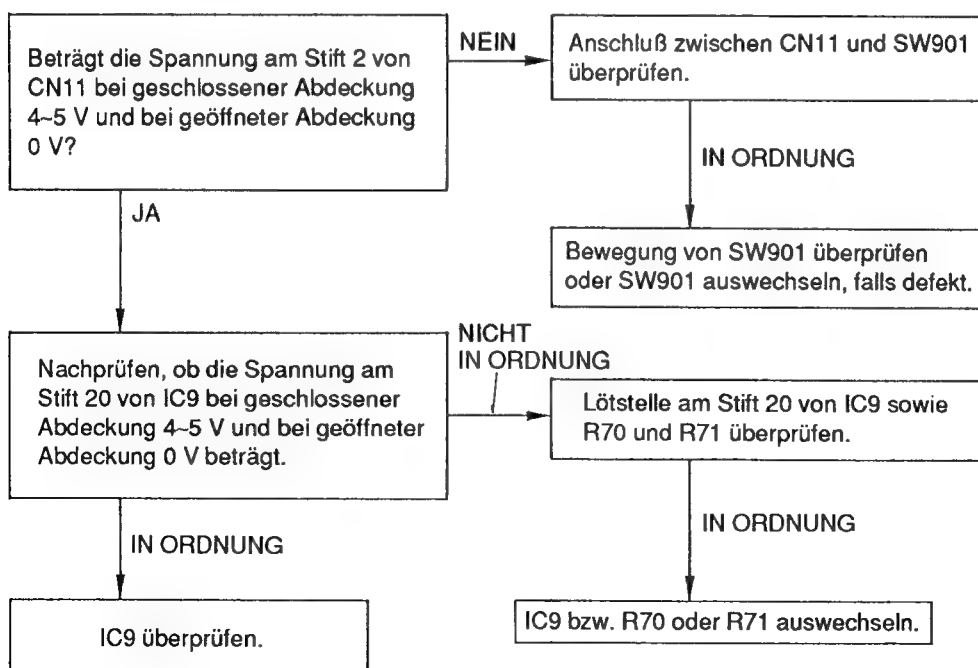 Beträgt die Spannung am Stift 2 von
CN11 bei geschlossener Abdeckung
4~5 V und bei geöffneter Abdeckung
0 V?
NEIN
Anschluß zwischen CN11 und SW901
überprüfen.
IN ORDNUNG
Bewegung von SW901 überprüfen
oder SW901 auswechseln, falls defekt.
JA
Nachprüfen, ob die Spannung am
Stift 20 von IC9 bei geschlossener
Abdeckung 4~5 V und bei geöffneter
Abdeckung 0 V beträgt.
NICHT
IN ORDNUNG
Lötstelle am Stift 20 von IC9 sowie
R70 und R71 überprüfen.
IN ORDNUNG
IC9 bzw. R70 oder R71 auswechseln.
IN ORDNUNG
IC9 überprüfen.